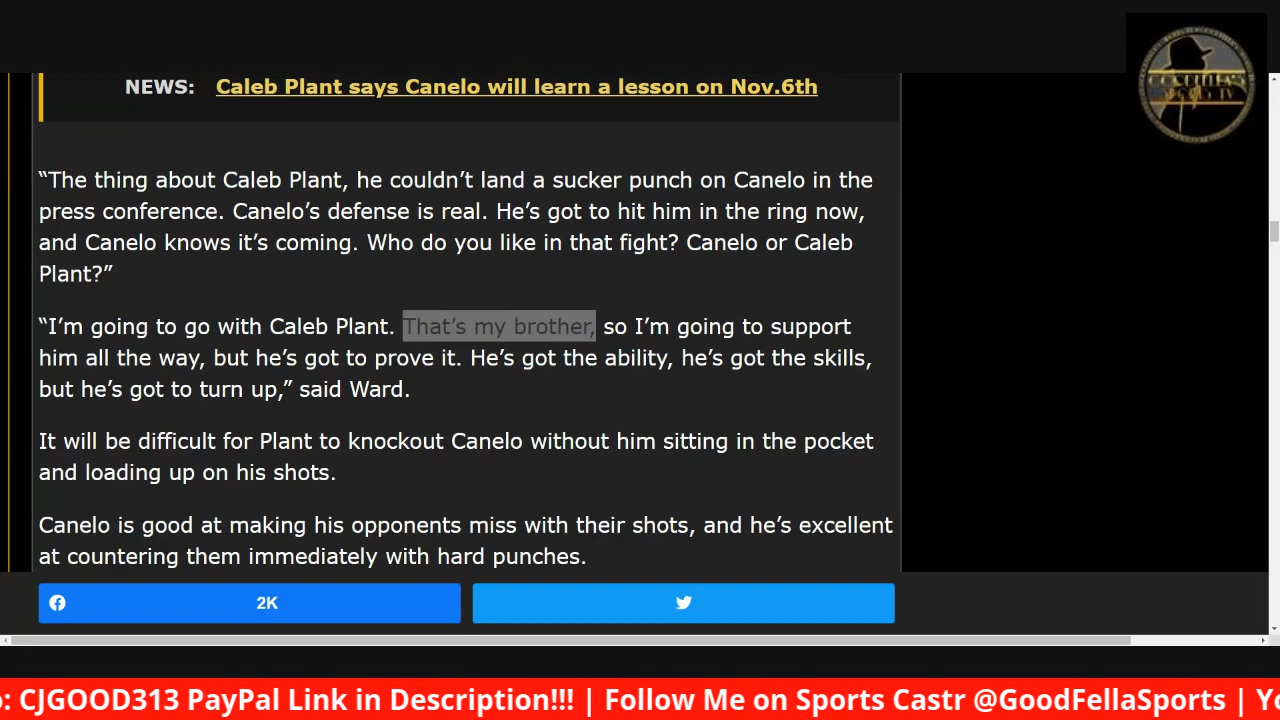 GOODFELLA'S
SPORTS TV
NEWS: Caleb Plant says Canelo will learn a lesson on Nov.6th
“The thing about Caleb Plant, he couldn’t land a sucker punch on Canelo in the
press conference. Canelo’s defense is real. He’s got to hit him in the ring now,
and Canelo knows it’s coming. Who do you like in that fight? Canelo or Caleb
Plant?”
“I’m going to go with Caleb Plant. That’s my brother, so I’m going to support
him all the way, but he’s got to prove it. He’s got the ability, he’s got the skills,
but he’s got to turn up,” said Ward.
It will be difficult for Plant to knockout Canelo without him sitting in the pocket
and loading up on his shots.
Canelo is good at making his opponents miss with their shots, and he’s excellent
at countering them immediately with hard punches.
2K
o: CJGOOD313 PayPal Link in Description!!! | Follow Me on Sports Castr @GoodFellaSports | Yo